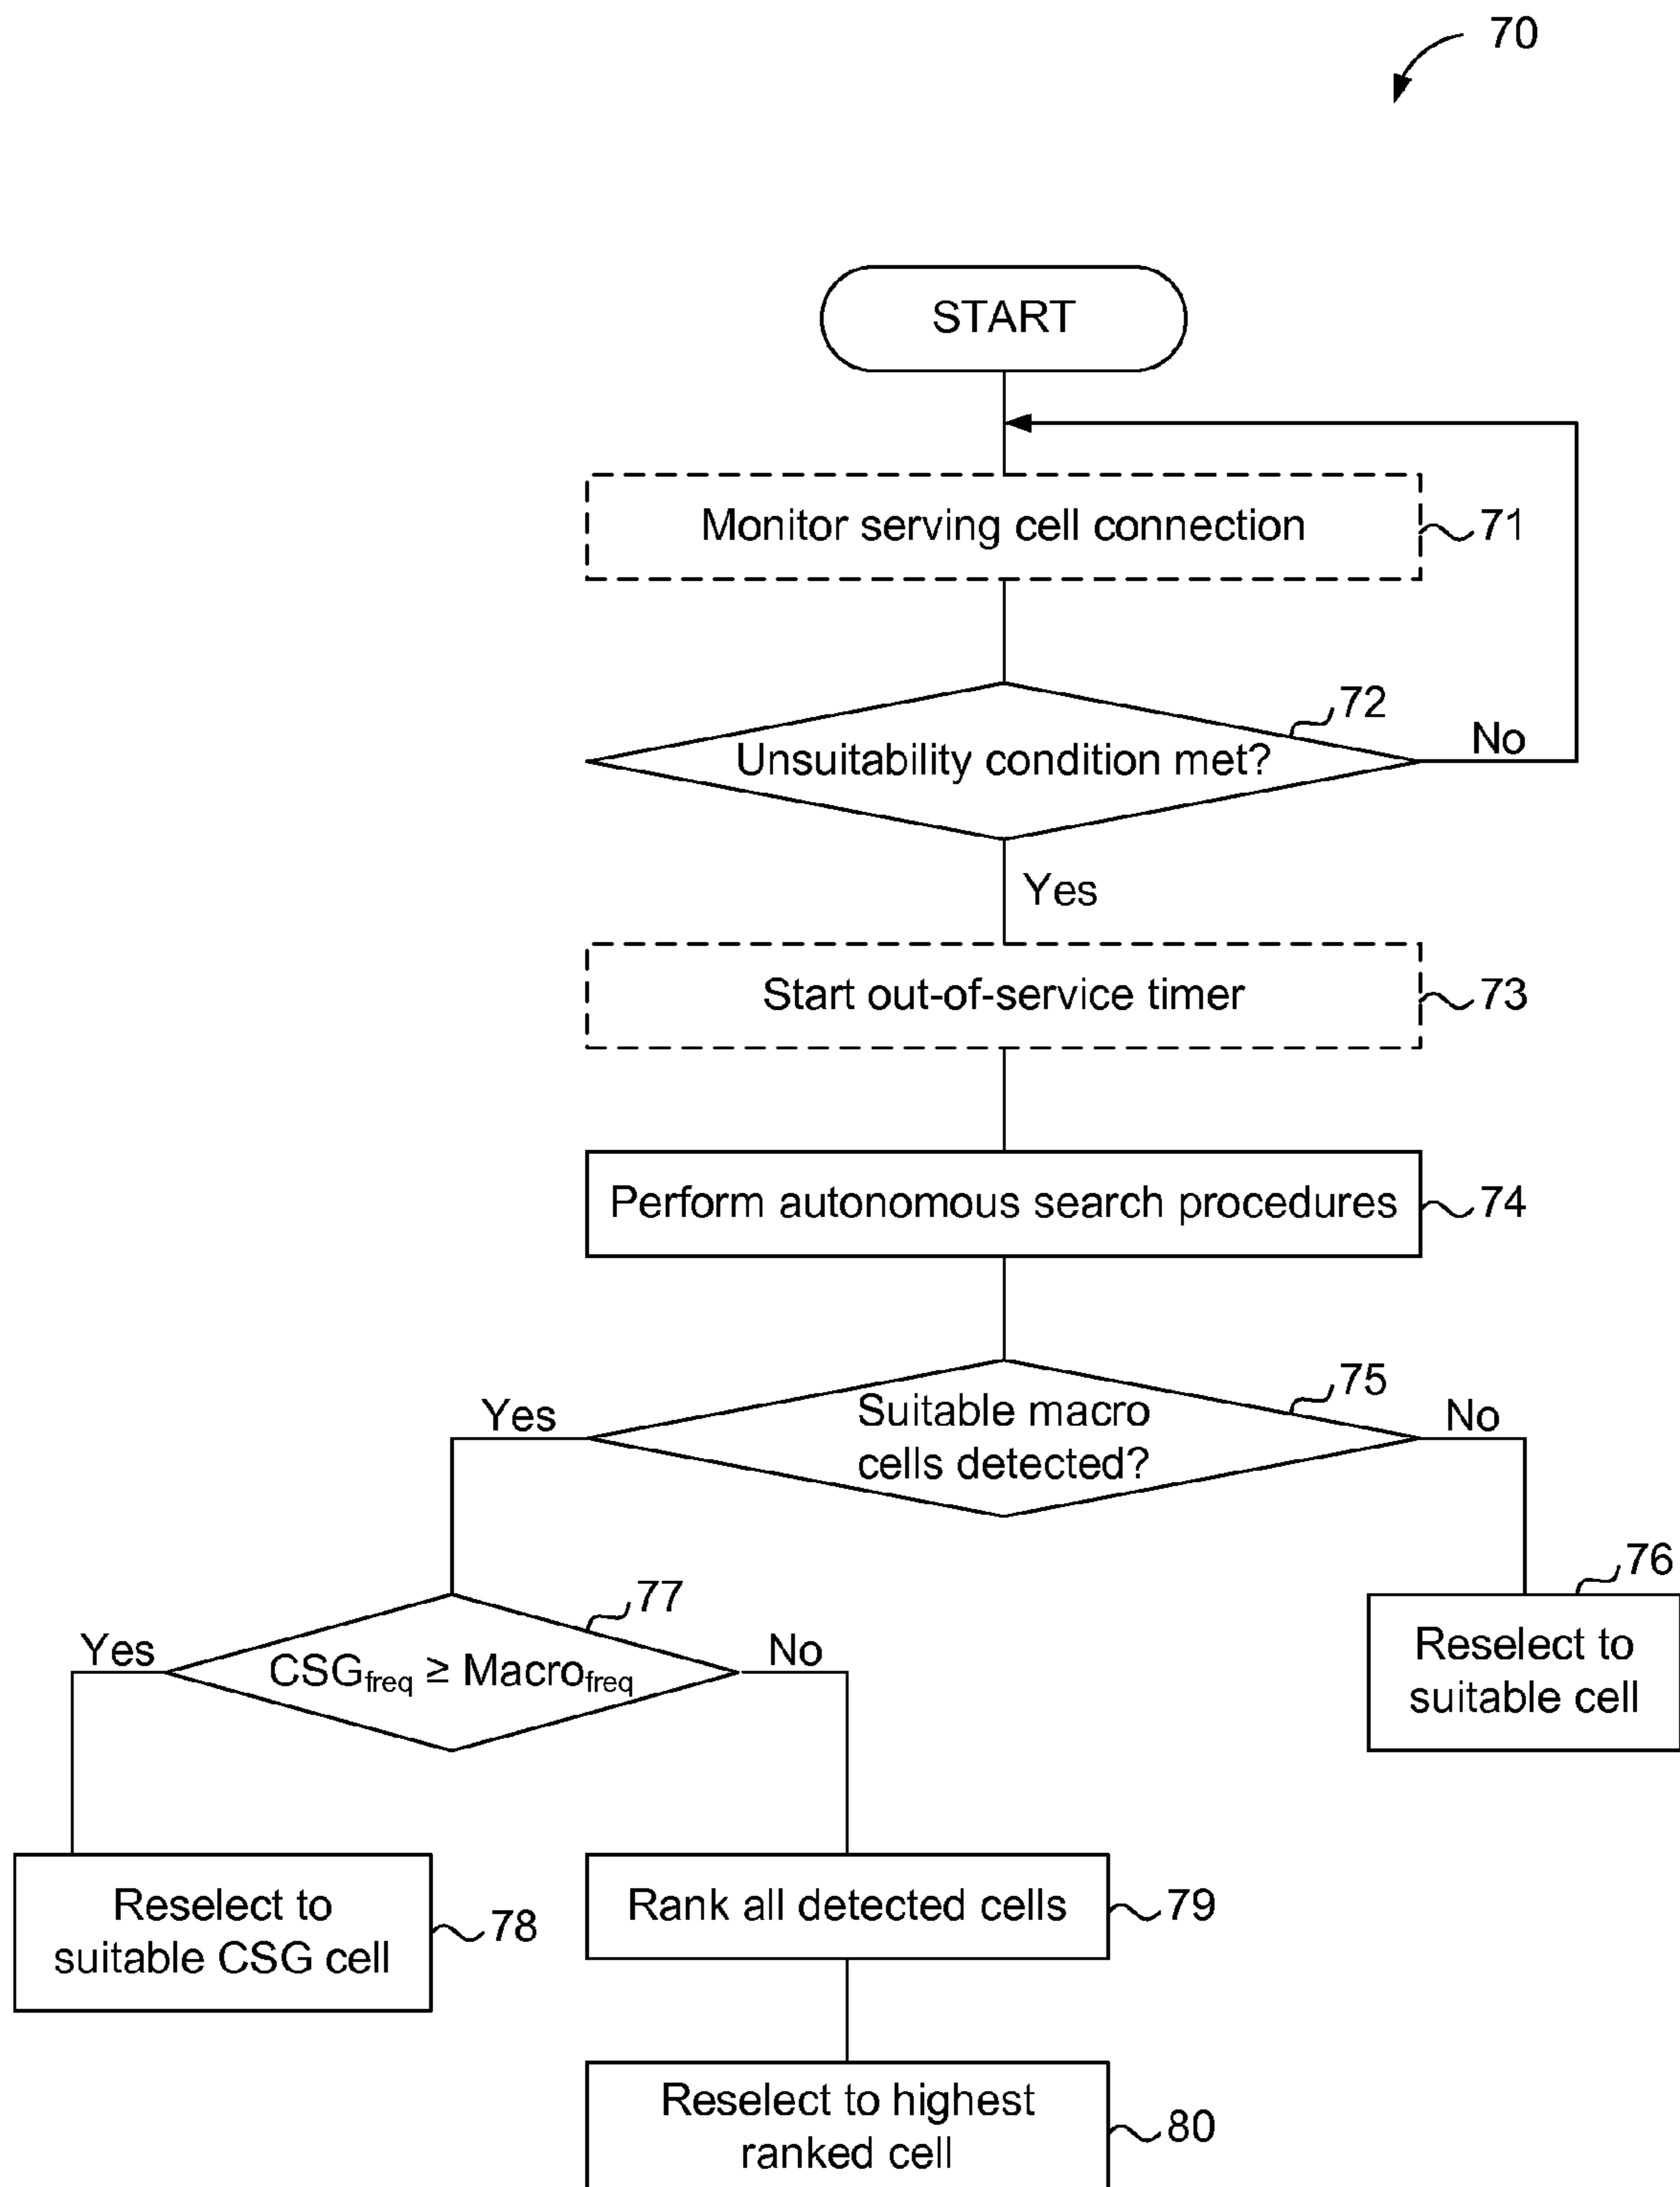 70
START
Monitor serving cell connection
71
72
Unsuitability condition met?
No
Yes
Start out-of-service timer
73
Perform autonomous search procedures
74
75
Yes
Suitable macro
cells detected?
No
76
Reselect to
suitable cell
77
Yes
CSGfreq ≥ Macrofreq
No
Reselect to
suitable CSG cell
78
Rank all detected cells
79
Reselect to highest
ranked cell
80